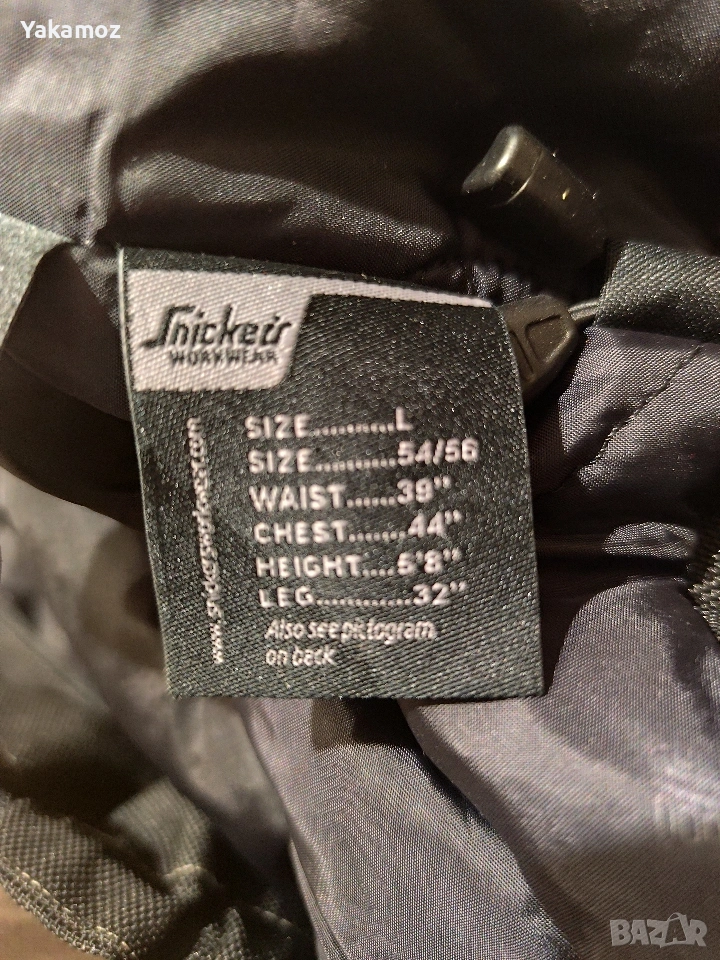 Yakamoz
Snickers
WORKWEAR
SIZE..........L
SIZE..........54/56
WAIST......39"
CHEST.......44"
HEIGHT....5'8"
LEG............32"
Also see pictogram
on back
www.snickersworkwear.com
BAZAR